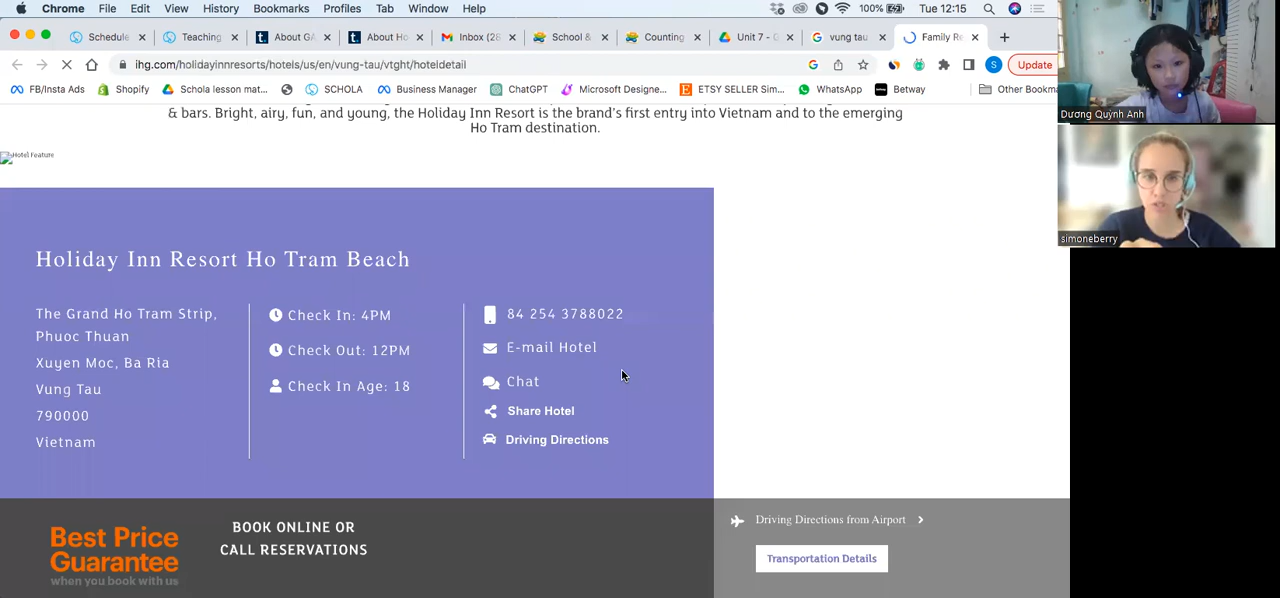 Chrome File Edit View History Bookmarks Profiles Tab Window Help 100% Tue 12:15
Schedule Teaching About GA About Ho Inbox (28 School & Counting Unit 7 - G vung tau Family Re
ihg.com/holidayinnresorts/hotels/us/en/vung-tau/vtght/hoteldetail S Update
FB/Insta Ads Shopify Schola lesson mat... SCHOLA Business Manager ChatGPT Microsoft Designe... ETSY SELLER Sim... WhatsApp Betway Other Bookma
& bars. Bright, airy, fun, and young, the Holiday Inn Resort is the brand's first entry into Vietnam and to the emerging
Ho Tram destination.
Hotel Feature
Holiday Inn Resort Ho Tram Beach
The Grand Ho Tram Strip,
Phuoc Thuan
Xuyen Moc, Ba Ria
Vung Tau
790000
Vietnam
Check In: 4PM
Check Out: 12PM
Check In Age: 18
84 254 3788022
E-mail Hotel
Chat
Share Hotel
Driving Directions
Best Price
Guarantee
when you book with us
BOOK ONLINE OR
CALL RESERVATIONS
Driving Directions from Airport
Transportation Details
Dương Quỳnh Anh
simoneberry